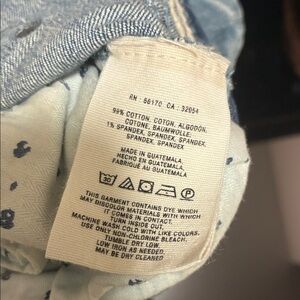 RN : 66170 CA : 32054
99% COTTON, COTON, ALGODON,
COTONE, BAUMWOLLE.
1% SPANDEX, SPANDEX, SPANDEX,
SPANDEX, SPANDEX
MADE IN GUATEMALA.
HECHO EN GUATEMALA.
FABRIQUÉ AU GUATEMALA
30
THIS GARMENT CONTAINS DYE WHICH
MAY DISCOLOR MATERIALS WITH WHICH
IT COMES IN CONTACT.
TURN INSIDE OUT.
MACHINE WASH COLD WITH LIKE COLORS.
USE ONLY NON-CHLORINE BLEACH.
TUMBLE DRY LOW.
LOW IRON AS NEEDED.
MAY BE DRY CLEANED